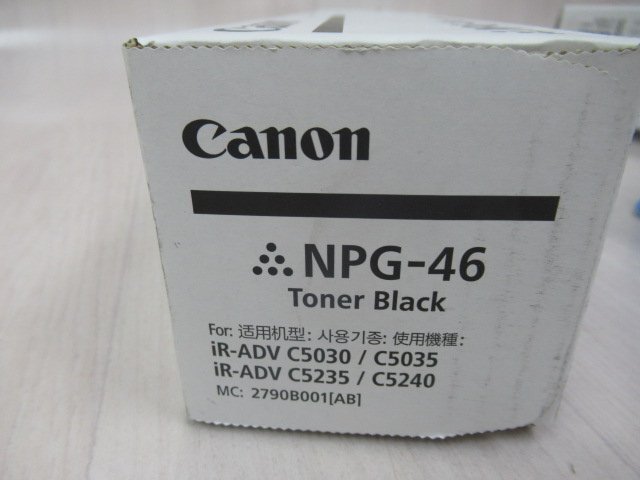 Canon
NPG-46
Toner Black
For: 适用机型: 사용기종: 使用機種:
iR-ADV C5030 / C5035
iR-ADV C5235 / C5240
MC: 2790B001[AB]